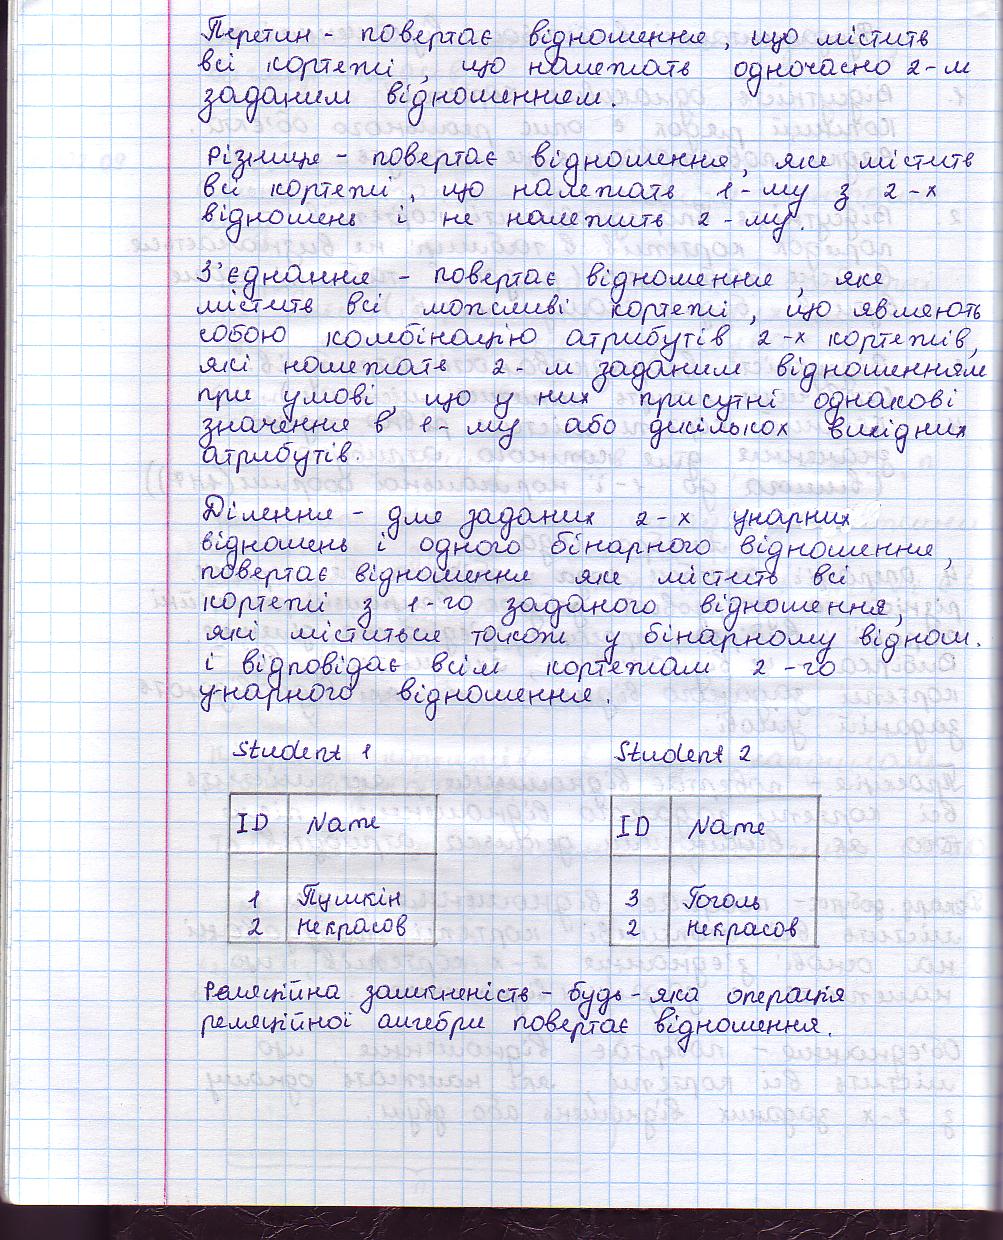 Перетин - повертає відношення, що містить
всі кортежі, що належать одночасно 2-м
заданим відношенням.
Різниця - повертає відношення, яке містить
всі кортежі, що належать 1-му з 2-х
відношень і не належить 2-му.
З'єднання - повертає відношення, яке
містить всі можливі кортежі, що являють
собою комбінацію атрибутів 2-х кортежів,
які належать 2-м заданим відношенням
при умові, що у них присутні однакові
значення в 1-му або дикількох вихідних
атрибутів.
Ділення - для заданих 2-х унарних
відношень і одного бінарного відношення,
повертає відношення яке містить всі
кортежі з 1-го заданого відношення,
які міститься також у бінарному віднош.
і відповідає всім кортежам 2-го
унарного відношення.
Student 1 Student 2
ID Name ID Name
1 Пушкін 3 Гоголь
2 Некрасов 2 Некрасов
Реляційна замкненість - будь-яка операція
реляційної алгебри повертає відношення.